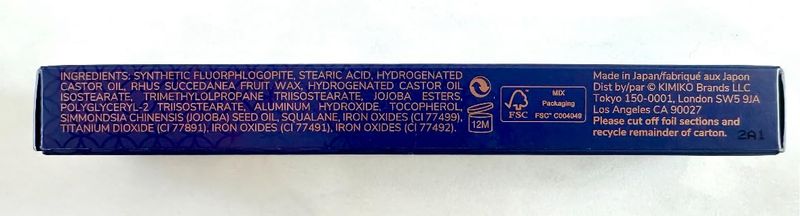 INGREDIENTS: SYNTHETIC FLUORPHLOGOPITE, STEARIC ACID, HYDROGENATED
CASTOR OIL, RHUS SUCCEDANEA FRUIT WAX, HYDROGENATED CASTOR OIL
ISOSTEARATE, TRIMETHYLOLPROPANE TRIISOSTEARATE, JOJOBA ESTERS,
POLYGLYCERYL-2 TRIISOSTEARATE, ALUMINUM HYDROXIDE, TOCOPHEROL,
SIMMONDSIA CHINENSIS (JOJOBA) SEED OIL, SQUALANE, IRON OXIDES (CI 77499),
TITANIUM DIOXIDE (CI 77891), IRON OXIDES (CI 77491), IRON OXIDES (CI 77492).
12M
FSC
MIX
Packaging
FSC™ C004049
Made in Japan/fabriqué aux Japon
Dist by/par © KIMIKO Brands LLC
Tokyo 150-0001, London SW5 9JA
Los Angeles CA 90027
Please cut off foil sections and
recycle remainder of carton.
2A1